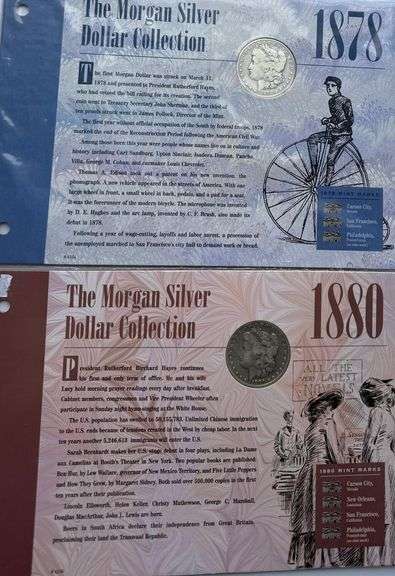 The Morgan Silver
Dollar Collection
1878
The first Morgan Dollar was struck on March 11,
1878 and presented to President Rutherford Hayes,
who had vetoed the bill calling for its creation. The second
coin went to Treasury Secretary John Sherman, and the third of
ten proofs struck went to James Pollock, Director of the Mint.
The first year without official occupation of the South by federal troops, 1878
marked the end of the Reconstruction Period following the American Civil War.
Among those born this year were people whose names live on in culture and
history including Carl Sandburg, Upton Sinclair, Isadora Duncan, Pancho
Villa, George M. Cohan, and carmaker Louis Chevrolet.
Thomas A. Edison took out a patent on his new invention, the
phonograph. A new vehicle appeared in the streets of America. With one
large wheel in front, a small wheel in back, pedals, and a pad for a seat,
it was the forerunner of the modern bicycle. The microphone was invented
by D. E. Hughes and the arc lamp, invented by C. F. Brush, also made its
debut in 1878.
Following a year of wage-cutting, layoffs and labor unrest, a procession of
the unemployed marched to San Francisco's city hall to demand work or bread.
1878 MINT MARKS
Carson City,
Nevada
San Francisco,
California
Philadelphia,
Pennsylvania
(no mint mark)
The Morgan Silver
Dollar Collection
1880
President Rutherford Birchard Hayes continues
his first and only term of office. He and his wife
Lucy hold morning prayer readings every day after breakfast.
Cabinet members, congressmen and Vice President Wheeler often
participate in Sunday night hymn singing at the White House.
The U.S. population has swelled to 50,155,783. Unlimited Chinese immigration
to the U.S. ends because of tensions created in the West by cheap labor. In the next
ten years another 5,246,613 immigrants will enter the U.S.
Sarah Bernhardt makes her U.S. stage debut in four plays, including La Dame
aux Camelias at Booth's Theater in New York. Two popular books are published:
Ben Hur, by Lew Wallace, governor of New Mexico Territory, and Five Little Peppers
and How They Grew, by Margaret Sidney. Both sold over 500,000 copies in the first
ten years after their publication.
Lincoln Ellsworth, Helen Keller, Christy Mathewson, George C. Marshall,
Douglas MacArthur, John L. Lewis are born.
Boers in South Africa declare their independence from Great Britain,
proclaiming their land the Transvaal Republic.
ALL THE
VERY LATEST
1880 MINT MARKS
Carson City,
Nevada
New Orleans,
Louisiana
San Francisco,
California
Philadelphia,
Pennsylvania
(no mint mark)